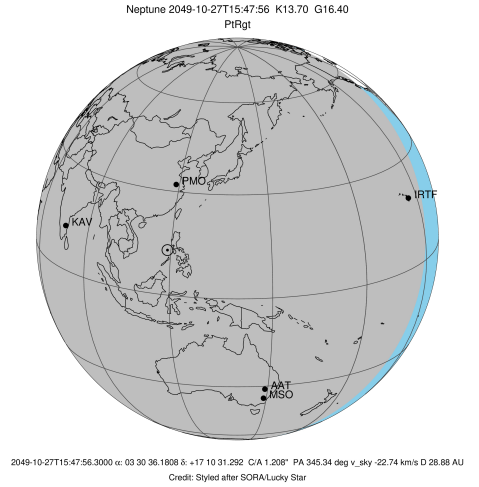 Neptune 2049-10-27T15:47:56  K13.70  G16.40
PtRgt
PMO
IRTF
KAV
AAT
MSO
2049-10-27T15:47:56.3000 α: 03 30 36.1808 δ: +17 10 31.292  C/A 1.208"  PA 345.34 deg v_sky -22.74 km/s D 28.88 AU
Credit: Styled after SORA/Lucky Star